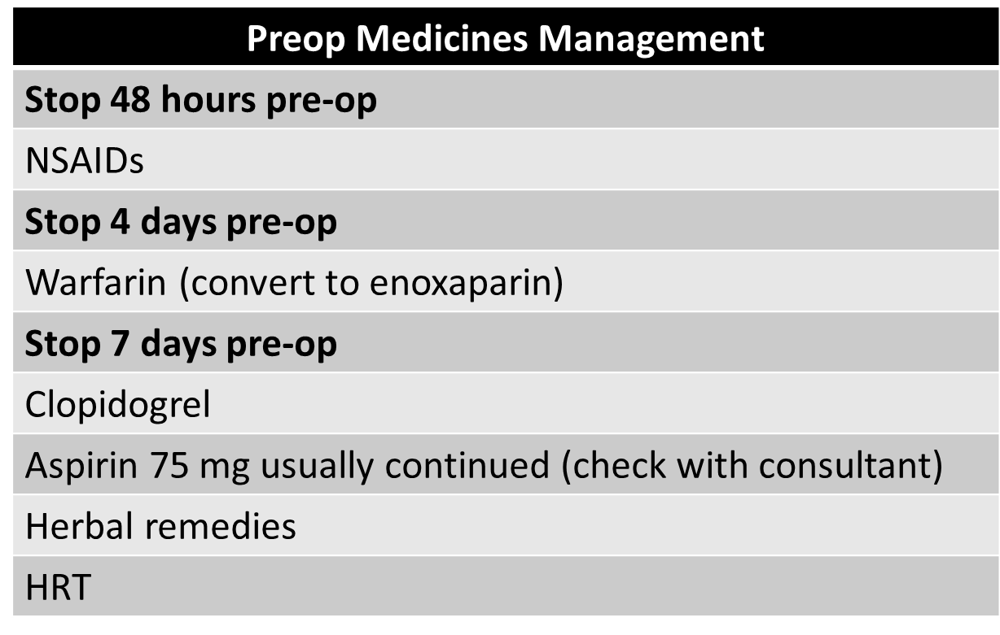 Preop Medicines Management
Stop 48 hours pre-op
NSAIDs
Stop 4 days pre-op
Warfarin (convert to enoxaparin)
Stop 7 days pre-op
Clopidogrel
Aspirin 75 mg usually continued (check with consultant)
Herbal remedies
HRT